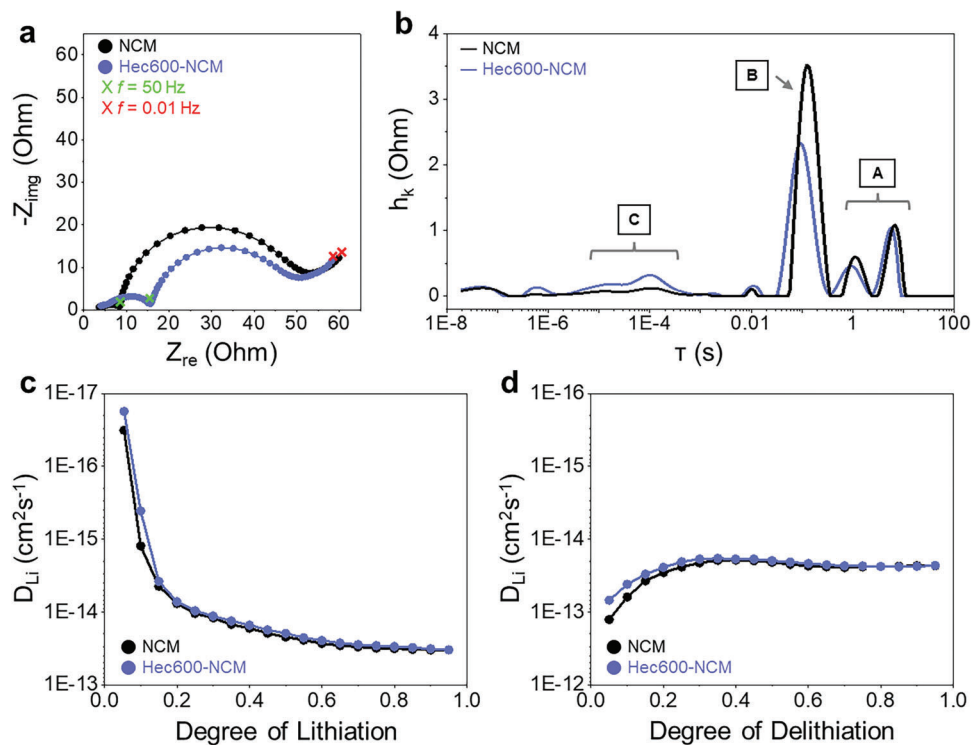 a
NCM
Hec600-NCM
X f = 50 Hz
X f = 0.01 Hz
60
50
40
30
20
10
0
-Zimg (Ohm)
0 10 20 30 40 50 60
Zre (Ohm)
b
NCM
Hec600-NCM
B
A
C
4
3
2
1
0
hk (Ohm)
1E-8 1E-6 1E-4 0.01 1 100
τ (s)
c
1E-17
1E-16
1E-15
1E-14
1E-13
DLi (cm²s⁻¹)
NCM
Hec600-NCM
0.0 0.2 0.4 0.6 0.8 1.0
Degree of Lithiation
d
1E-16
1E-15
1E-14
1E-13
1E-12
DLi (cm²s⁻¹)
NCM
Hec600-NCM
0.0 0.2 0.4 0.6 0.8 1.0
Degree of Delithiation